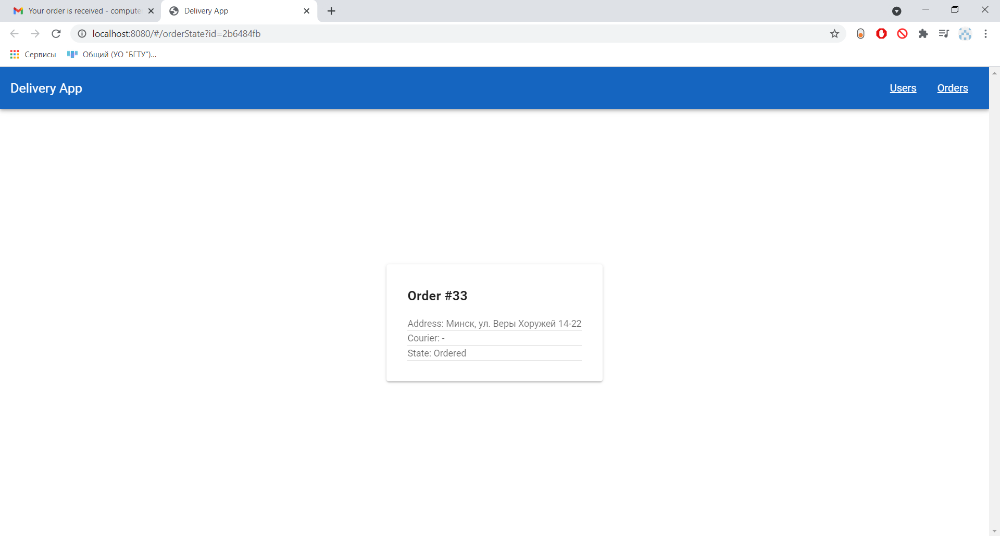 Your order is received - compute
Delivery App
localhost:8080/#/orderState?id=2b6484fb
Сервисы
Общий (УО "БГТУ")...
Delivery App
Users
Orders
Order #33
Address: Минск, ул. Веры Хоружей 14-22
Courier: -
State: Ordered